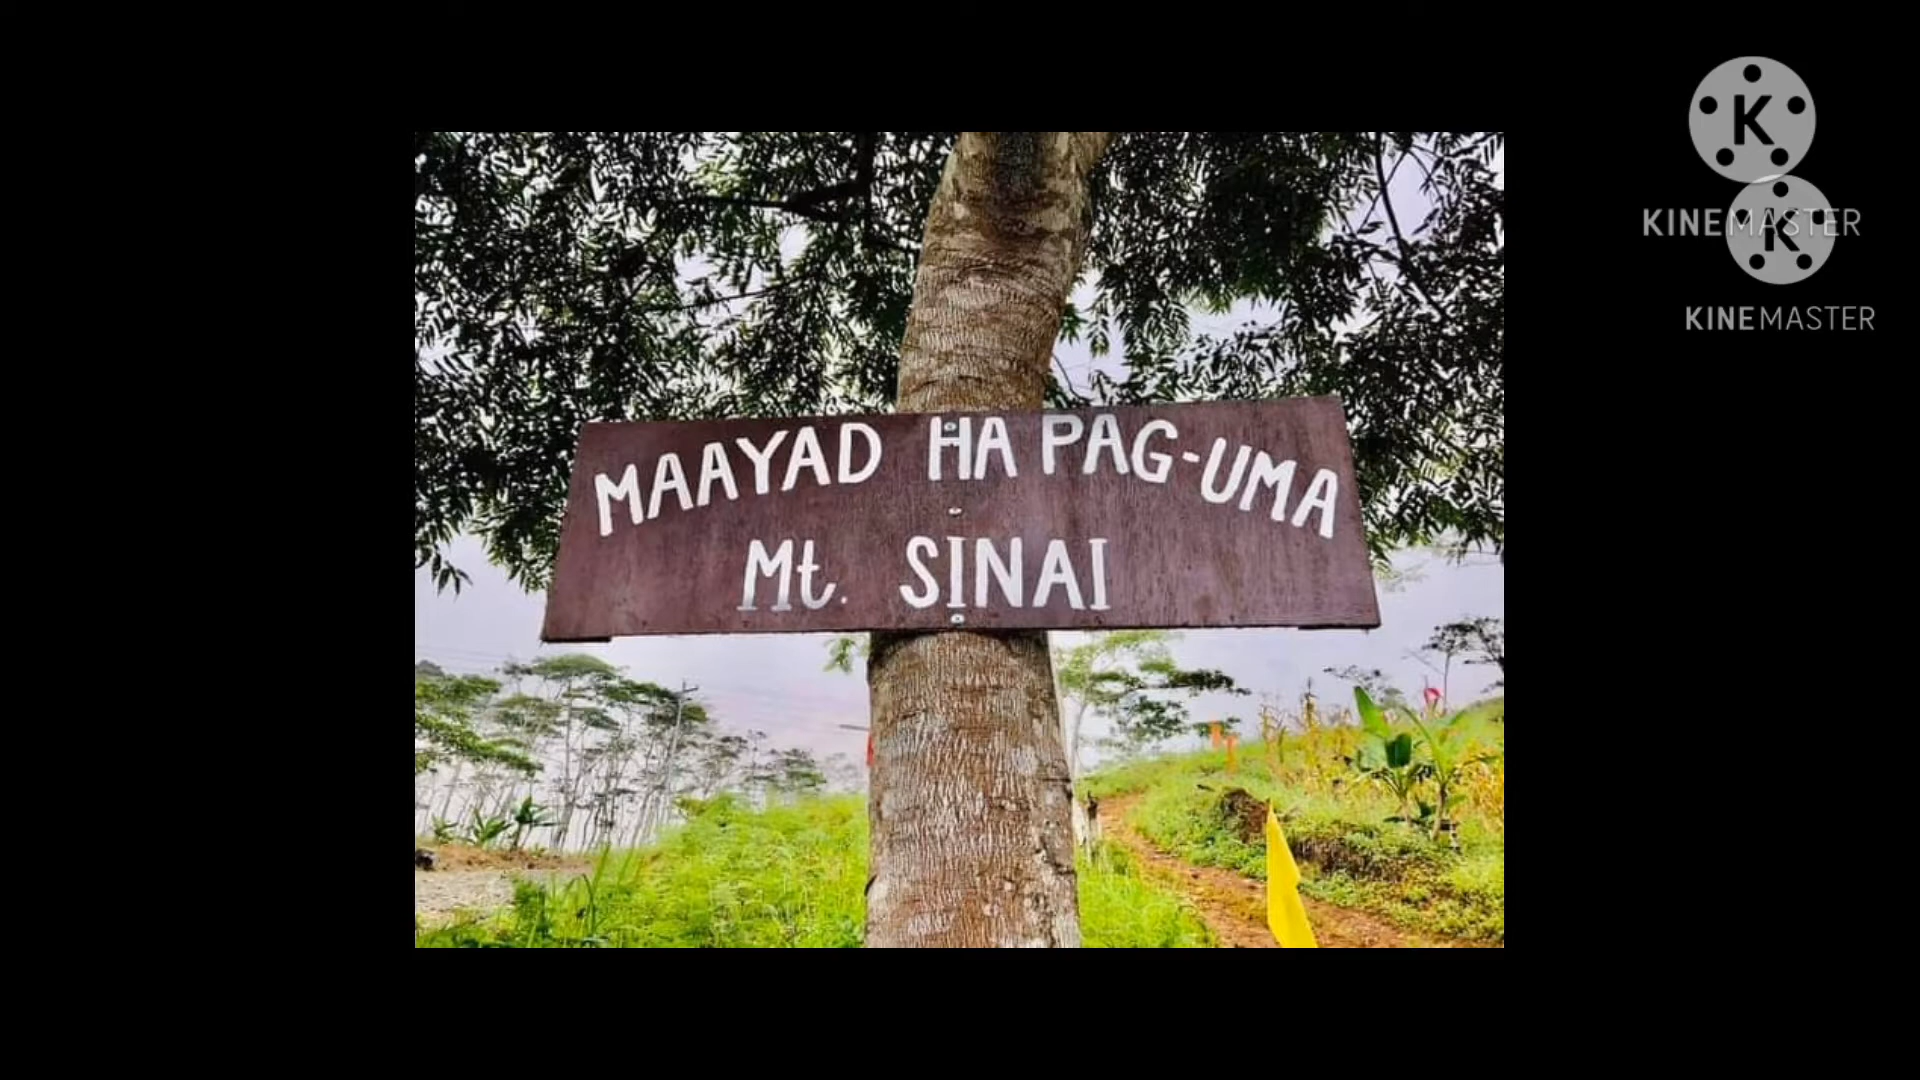 MAAYAD HA PAG-UMA
Mt. SINAI
K
KINEMASTER
K
KINEMASTER